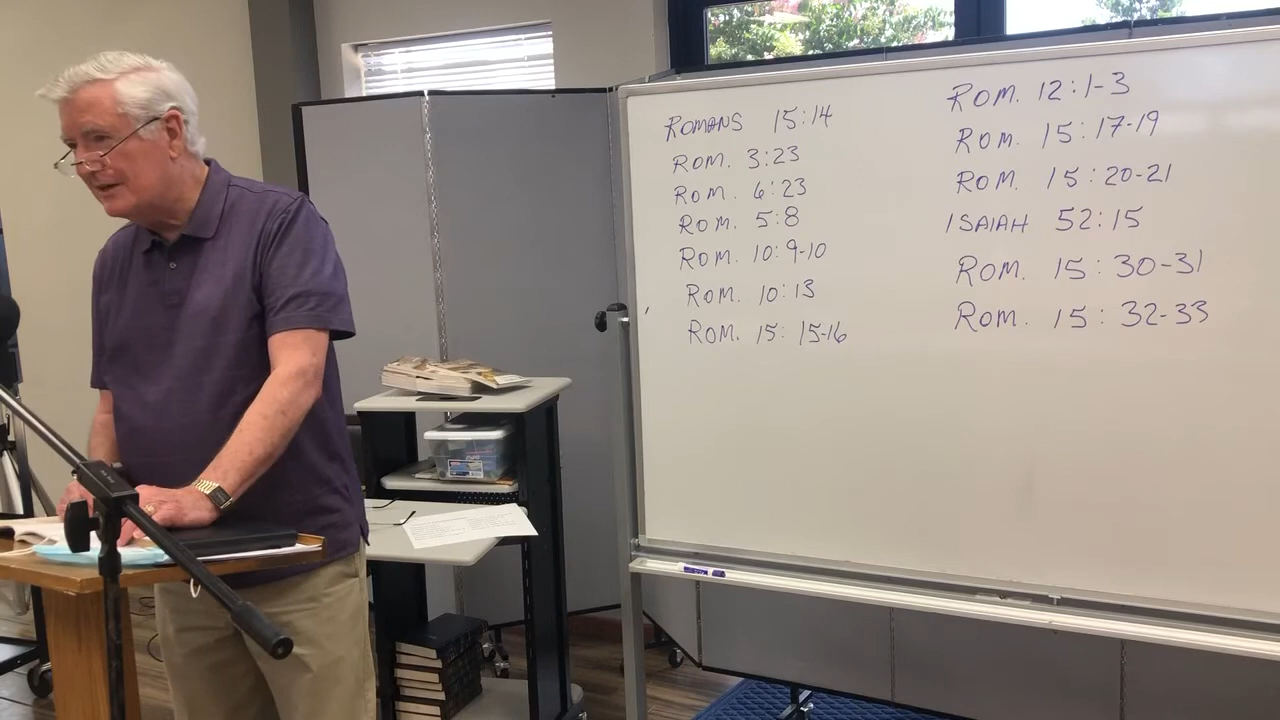 ROMANS 15:14
ROM. 3:23
ROM. 6:23
ROM. 5:8
ROM. 10:9-10
ROM. 10:13
ROM. 15:15-16
ROM. 12:1-3
ROM. 15:17-19
ROM. 15:20-21
ISAIAH 52:15
ROM. 15:30-31
ROM. 15:32-33